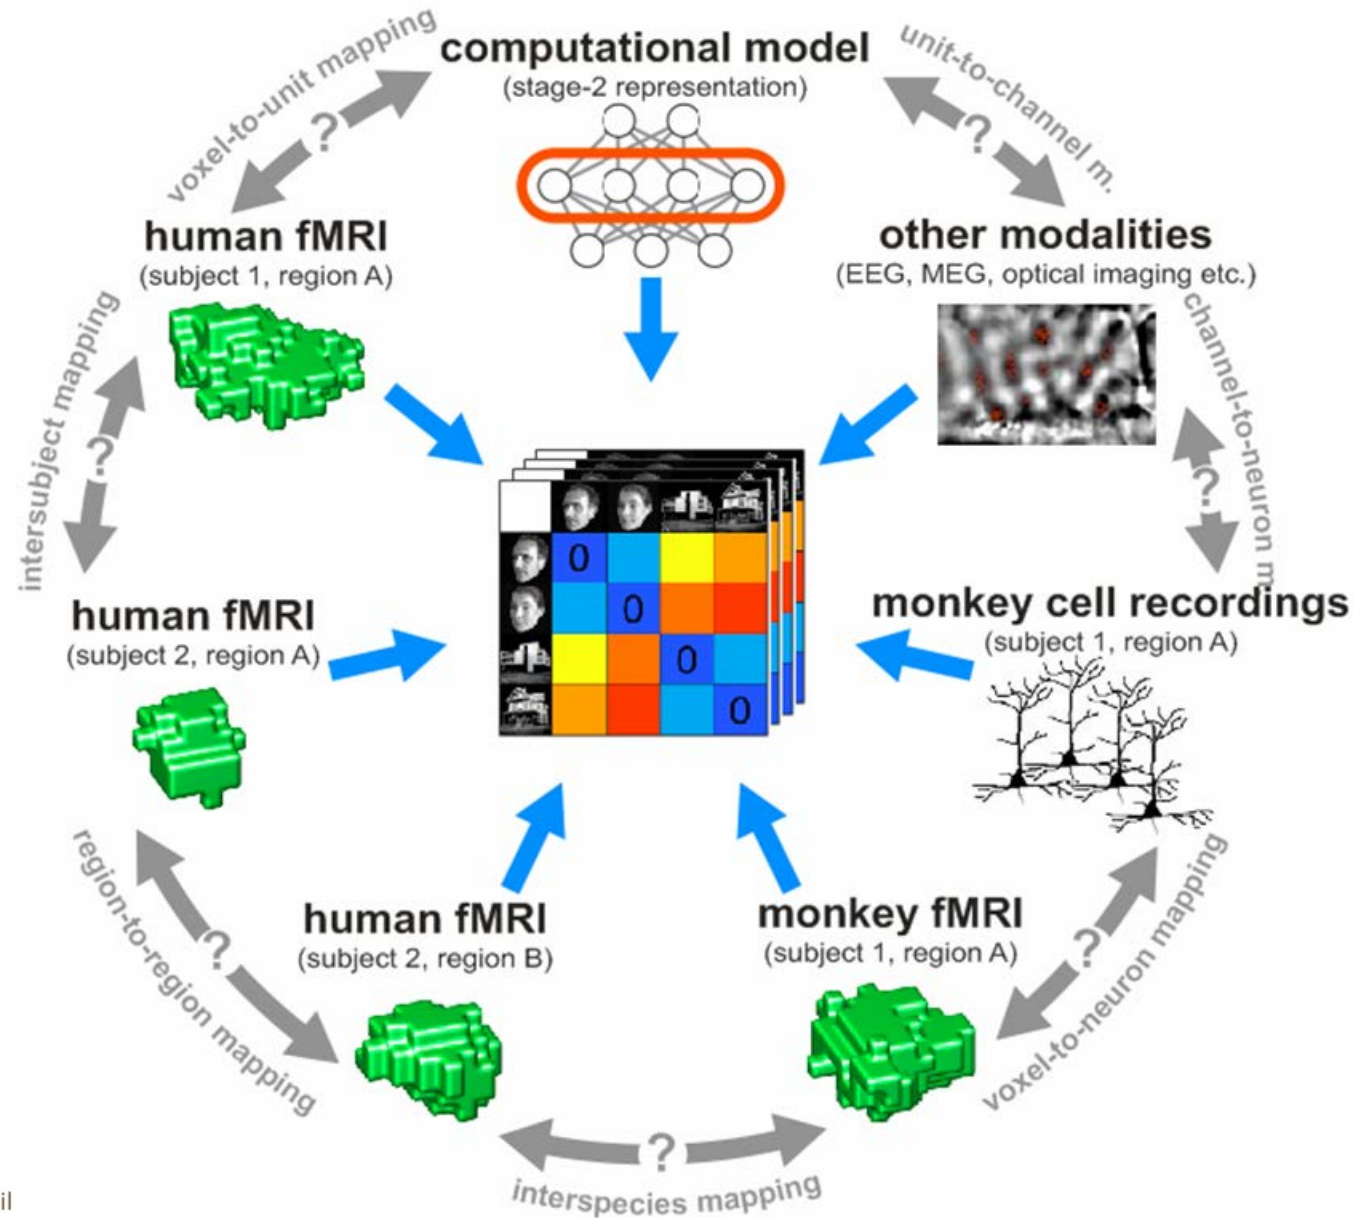 computational model
(stage-2 representation)
voxel-to-unit mapping
?
unit-to-channel m.
?
human fMRI
(subject 1, region A)
other modalities
(EEG, MEG, optical imaging etc.)
intersubject mapping
?
channel-to-neuron m.
?
0
0
0
0
human fMRI
(subject 2, region A)
monkey cell recordings
(subject 1, region A)
region-to-region mapping
?
human fMRI
(subject 2, region B)
monkey fMRI
(subject 1, region A)
voxel-to-neuron mapping
?
?
interspecies mapping
il